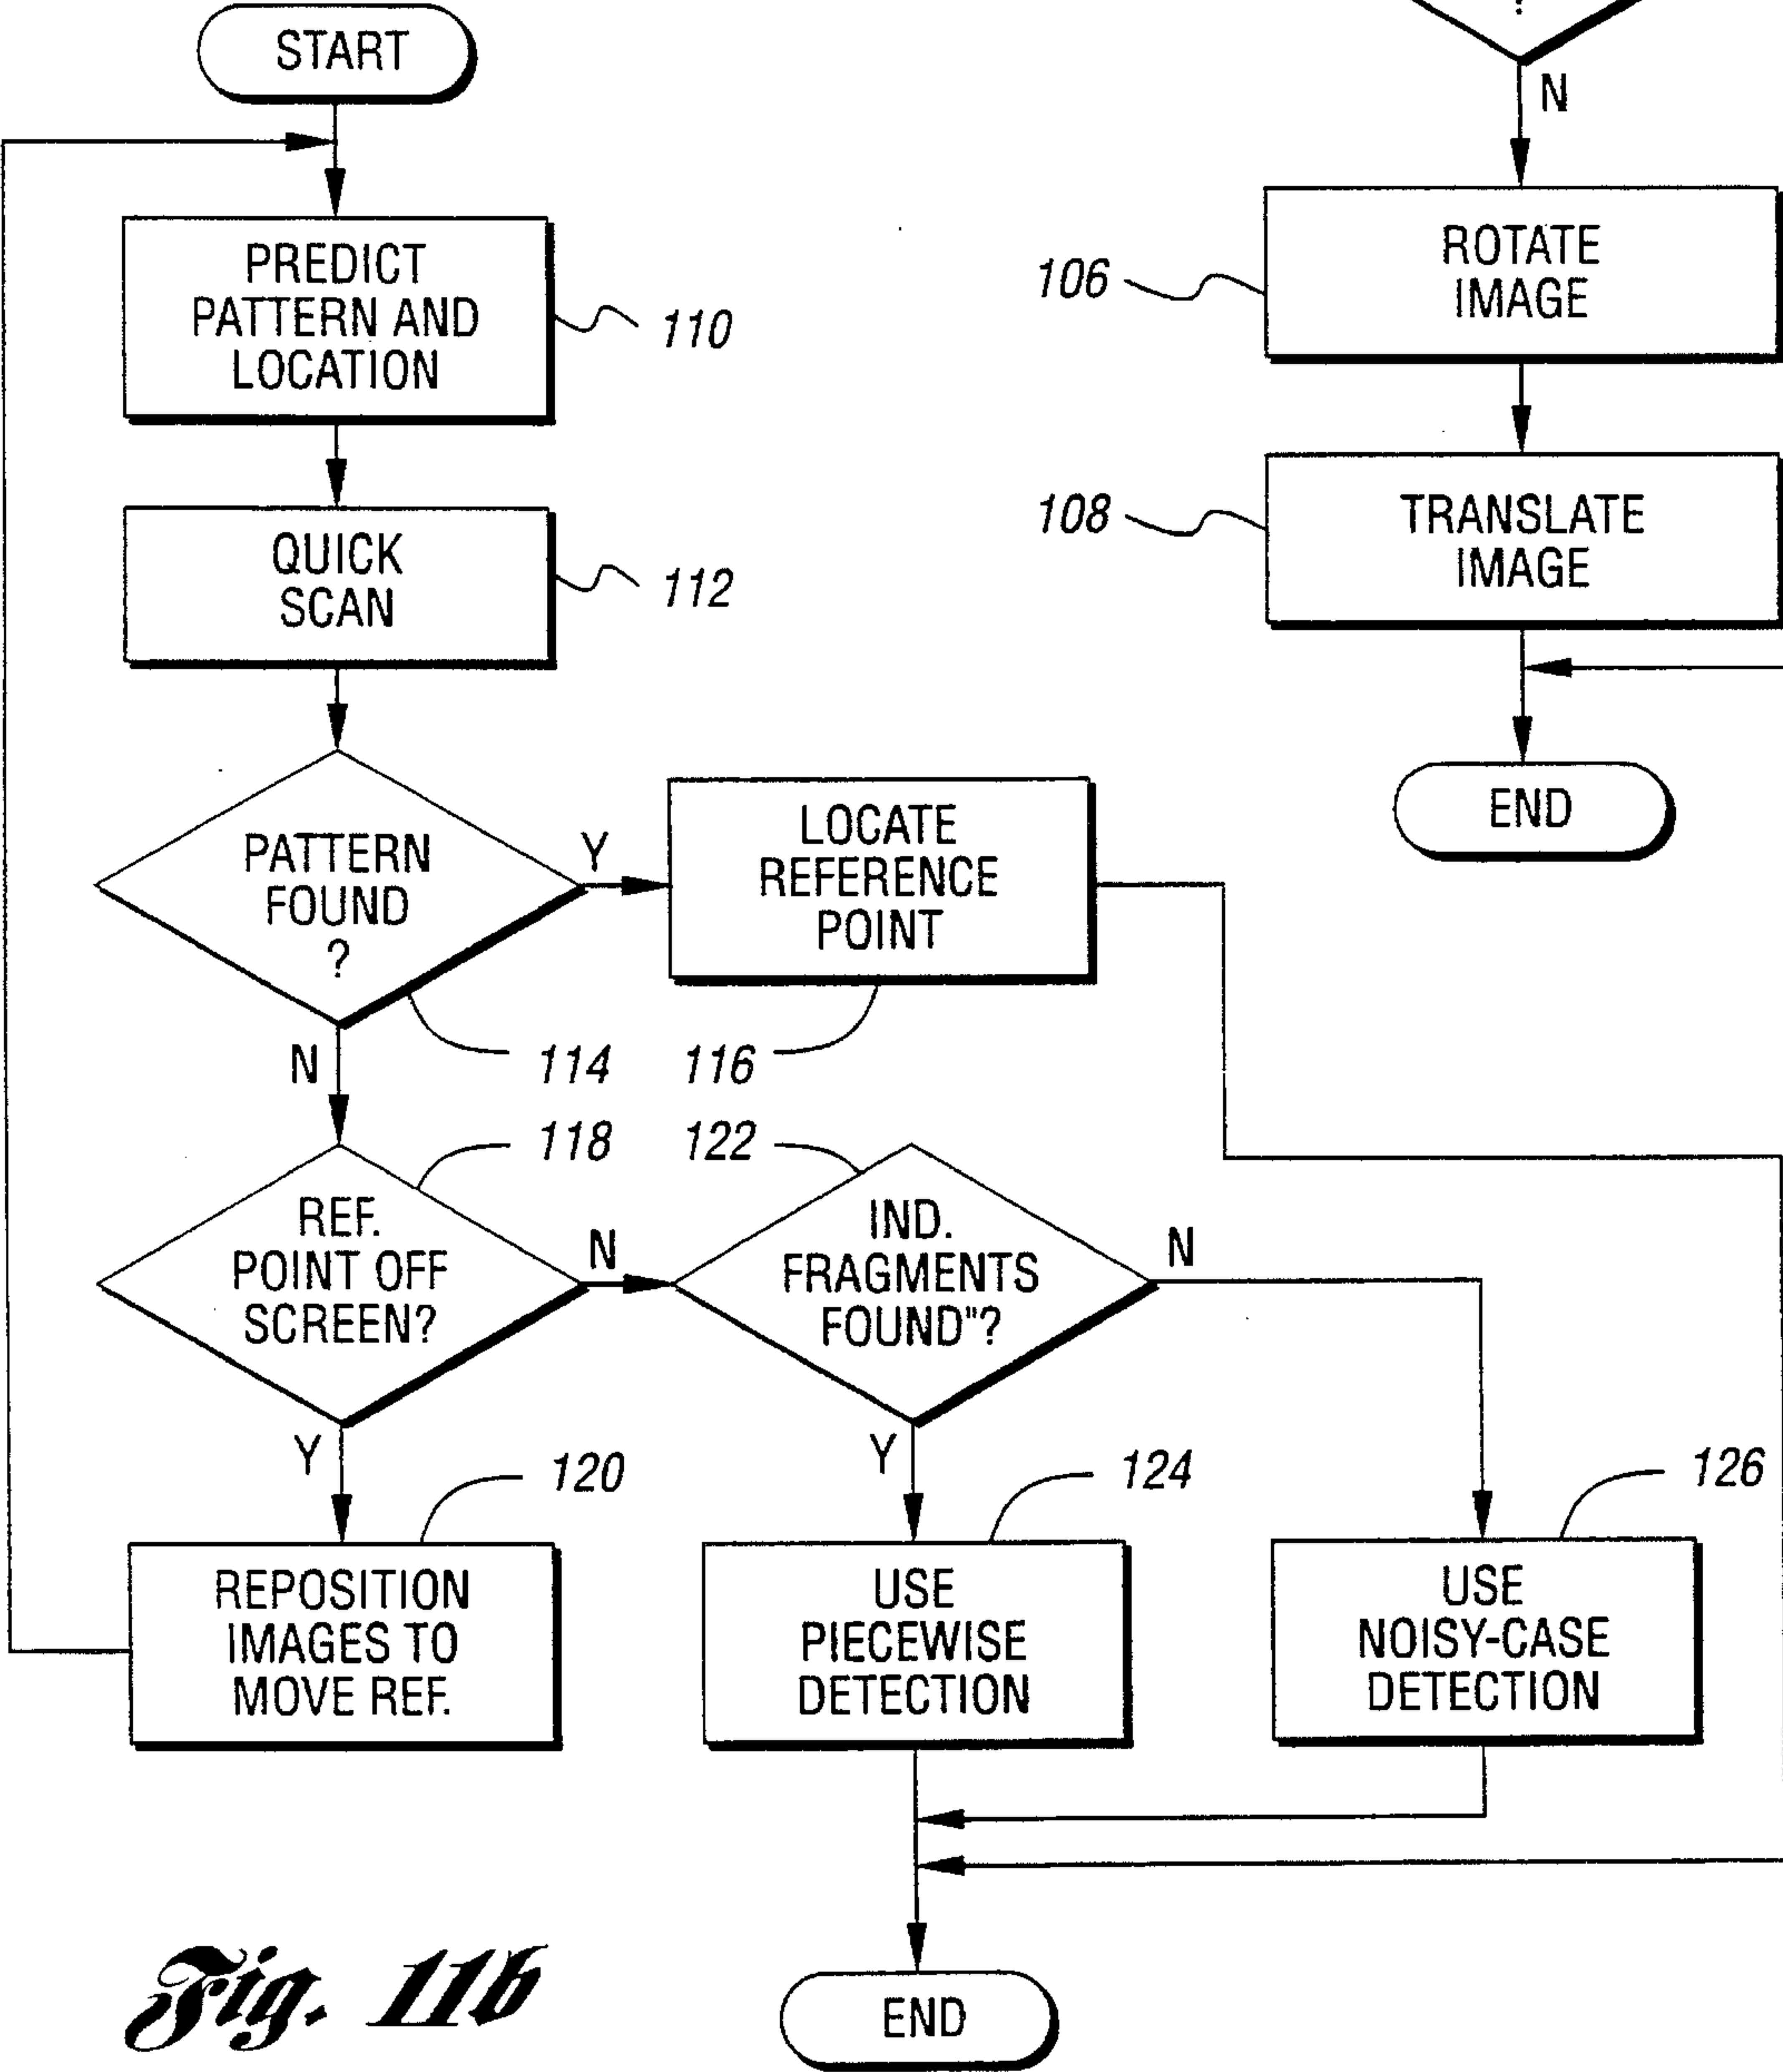 START
PREDICT
PATTERN AND
LOCATION
110
QUICK
SCAN
112
PATTERN
FOUND
?
Y
N
114
LOCATE
REFERENCE
POINT
116
REF.
POINT OFF
SCREEN?
118
N
Y
IND.
FRAGMENTS
FOUND"?
122
N
Y
REPOSITION
IMAGES TO
MOVE REF.
120
USE
PIECEWISE
DETECTION
124
USE
NOISY-CASE
DETECTION
126
END
Fig. 11b
?
N
ROTATE
IMAGE
106
TRANSLATE
IMAGE
108
END